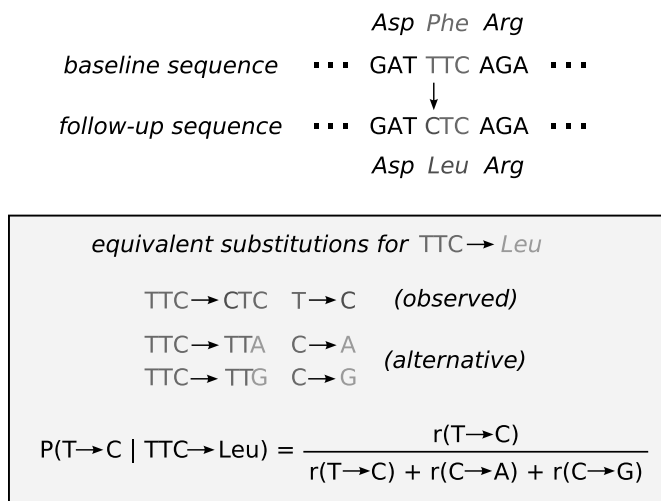 Asp Phe Arg
baseline sequence ▪▪▪ GAT TTC AGA ▪▪▪
follow-up sequence ▪▪▪ GAT CTC AGA ▪▪▪
Asp Leu Arg
equivalent substitutions for TTC→Leu
TTC→CTC T→C (observed)
TTC→TTA C→A
(alternative)
TTC→TTG C→G
r(T→C)
P(T→C | TTC→Leu) =
r(T→C) + r(C→A) + r(C→G)